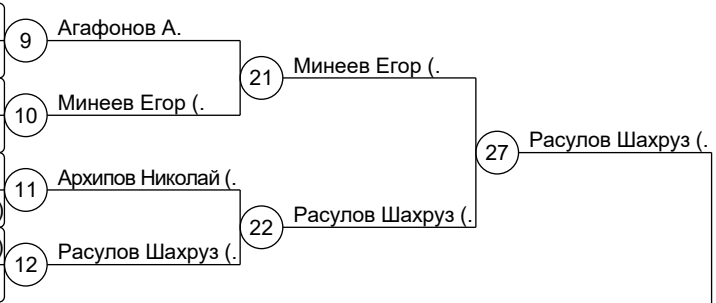 9 Агафонов А.
21 Минеев Егор (.
10 Минеев Егор (.
27 Расулов Шахруз (.
11 Архипов Николай (.
22 Расулов Шахруз (.
12 Расулов Шахруз (.